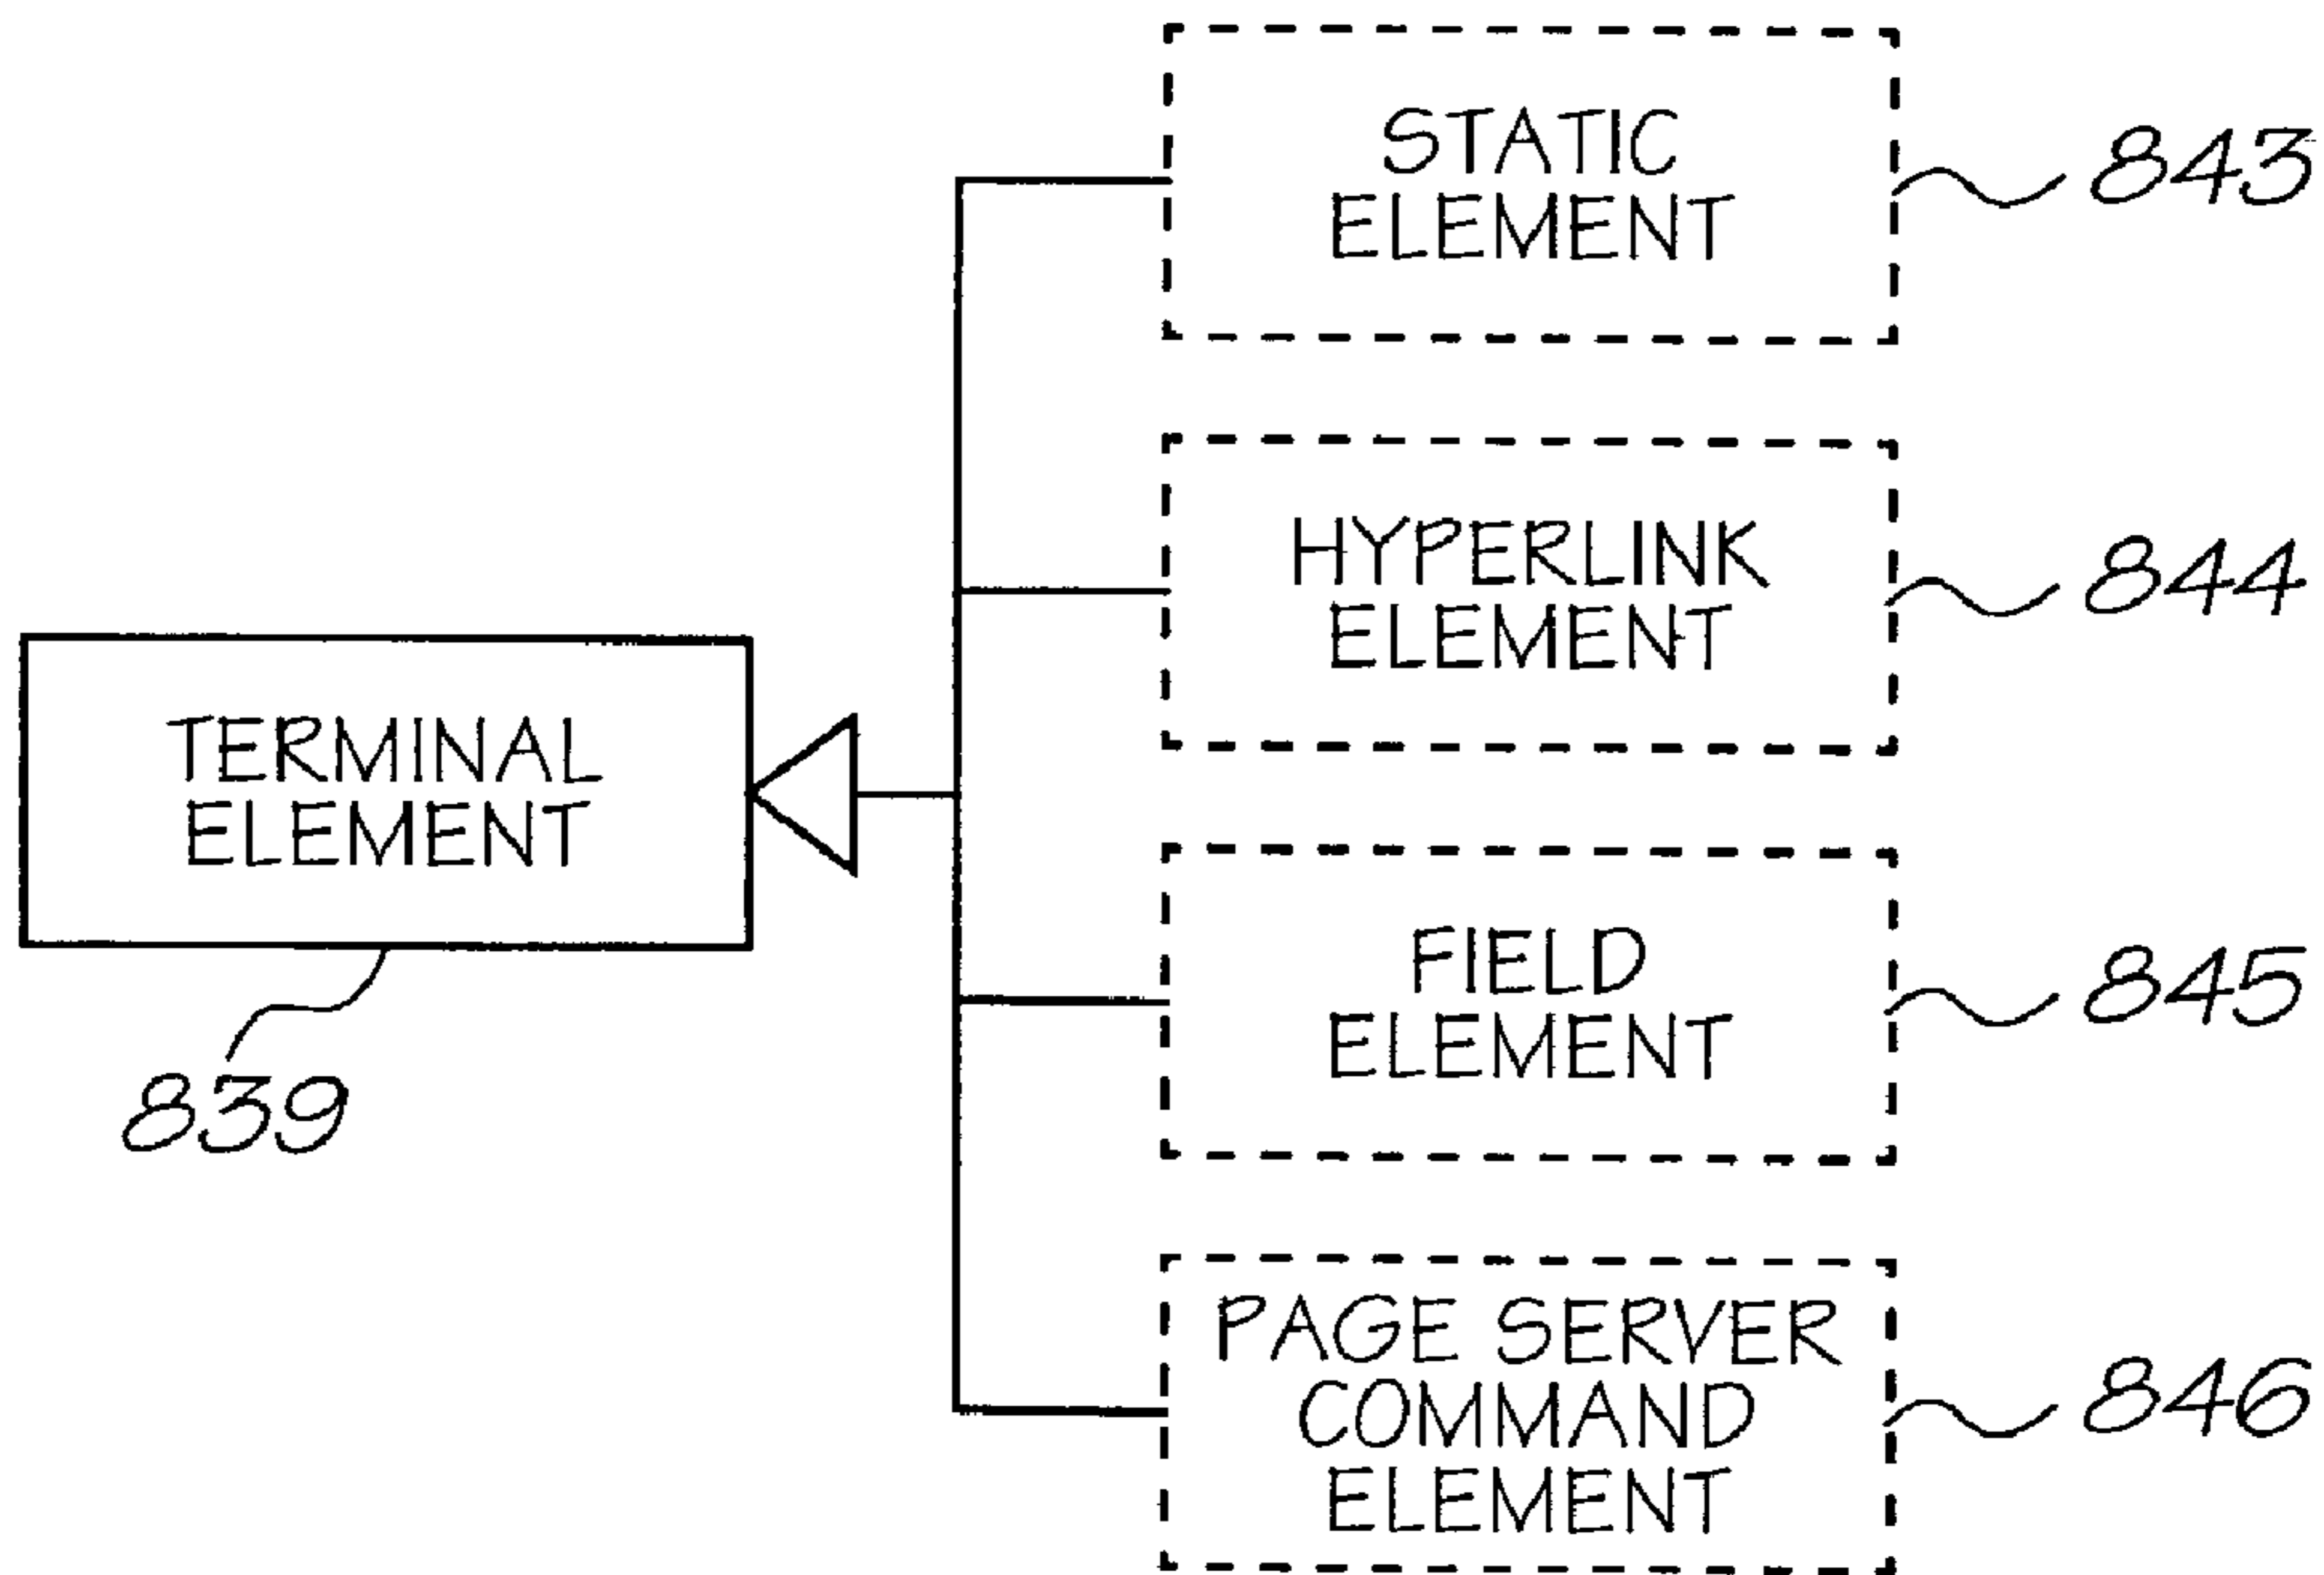 STATIC
ELEMENT
843
HYPERLINK
ELEMENT
844
TERMINAL
ELEMENT
839
FIELD
ELEMENT
845
PAGE SERVER
COMMAND
ELEMENT
846